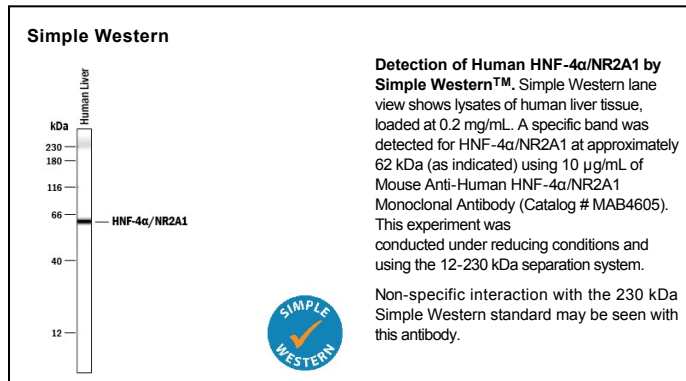 Simple Western
Human Liver
kDa
230
180
116
66
HNF-4α/NR2A1
40
12
SIMPLE
WESTERN
Detection of Human HNF-4α/NR2A1 by
Simple Western™. Simple Western lane
view shows lysates of human liver tissue,
loaded at 0.2 mg/mL. A specific band was
detected for HNF-4α/NR2A1 at approximately
62 kDa (as indicated) using 10 µg/mL of
Mouse Anti-Human HNF-4α/NR2A1
Monoclonal Antibody (Catalog # MAB4605).
This experiment was
conducted under reducing conditions and
using the 12-230 kDa separation system.
Non-specific interaction with the 230 kDa
Simple Western standard may be seen with
this antibody.